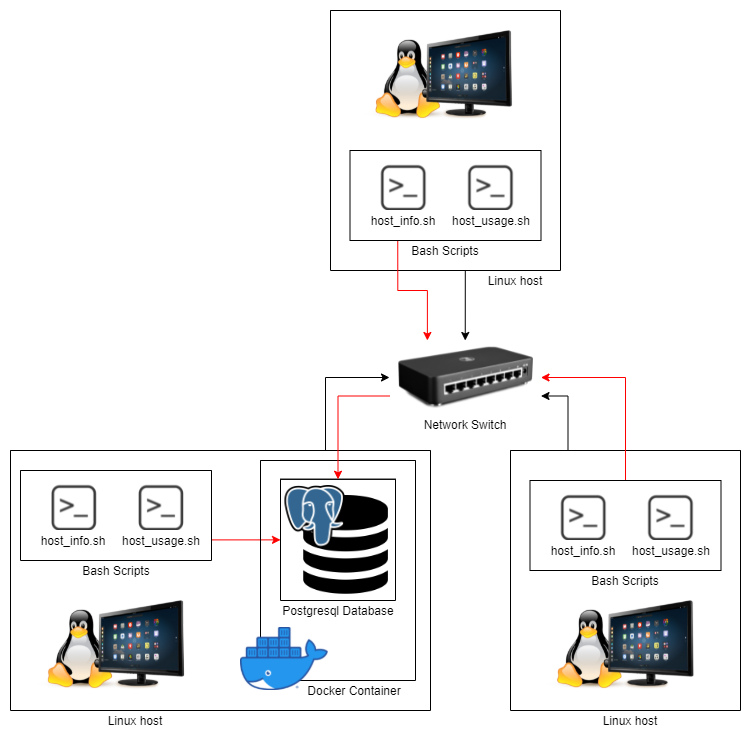 >_
>_
host_info.sh
host_usage.sh
Bash Scripts
Linux host
Network Switch
>_
>_
host_info.sh
host_usage.sh
Bash Scripts
Postgresql Database
Docker Container
Linux host
>_
>_
host_info.sh
host_usage.sh
Bash Scripts
Linux host